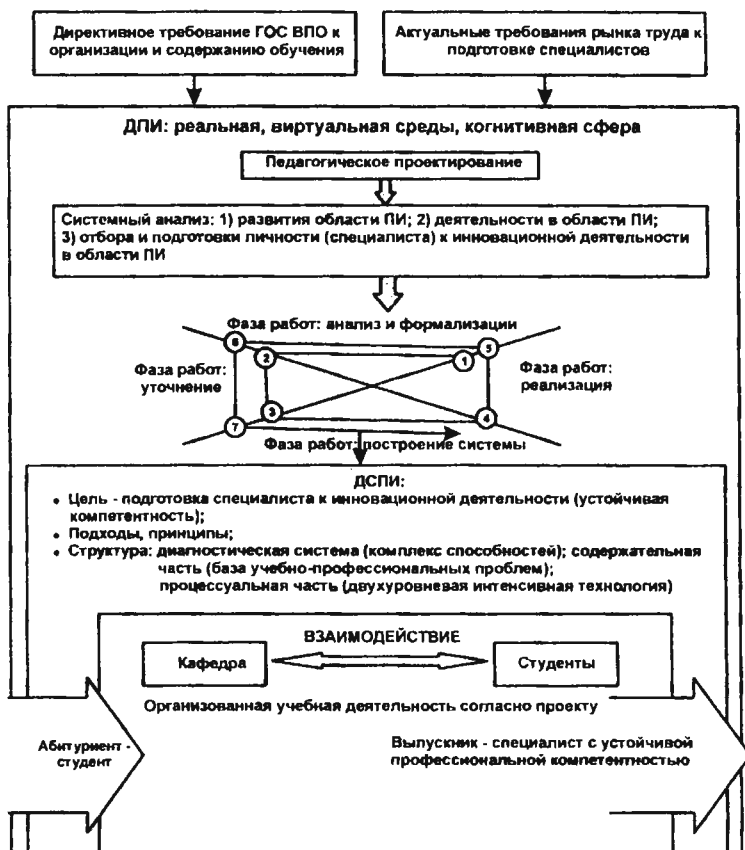 Директивное требование ГОС ВПО к
организации и содержанию обучения
Актуальные требования рынка труда к
подготовке специалистов
ДПИ: реальная, виртуальная среды, когнитивная сфера
Педагогическое проектирование
Системный анализ: 1) развития области ПИ; 2) деятельности в области ПИ;
3) отбора и подготовки личности (специалиста) к инновационной деятельности
в области ПИ
Фаза работ: анализ и формализации
6
5
2
1
Фаза работ:
уточнение
Фаза работ:
реализация
3
4
7
Фаза работ: построение системы
ДСПИ:
• Цель - подготовка специалиста к инновационной деятельности (устойчивая
компетентность);
• Подходы, принципы;
• Структура: диагностическая система (комплекс способностей); содержательная
часть (база учебно-профессиональных проблем);
процессуальная часть (двухуровневая интенсивная технология)
ВЗАИМОДЕЙСТВИЕ
Кафедра
Студенты
Организованная учебная деятельность согласно проекту
Абитуриент -
студент
Выпускник - специалист с устойчивой
профессиональной компетентностью